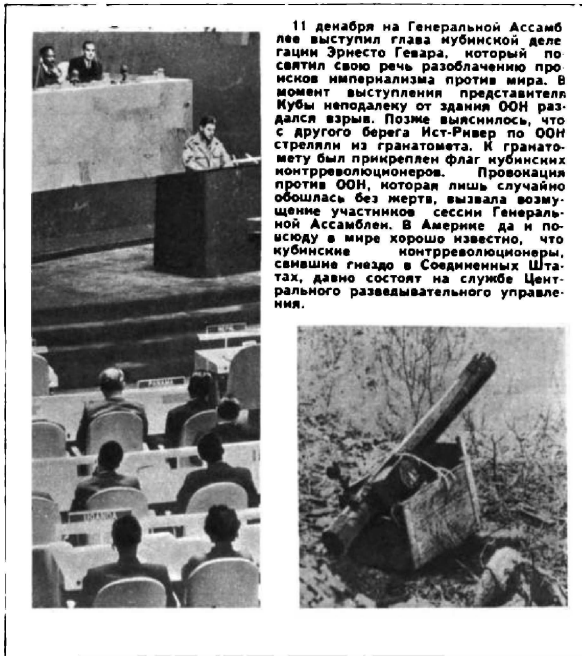 11 декабря на Генеральной Ассамб
лее выступил глава кубинской деле
гации Эрнесто Гевара, который по
святил свою речь разоблачению про
исков империализма против мира. В
момент выступления представителя
Кубы неподалеку от здания ООН раз-
дался взрыв. Позже выяснилось, что
с другого берега Ист-Ривер по ООН
стреляли из гранатомета. К гранато-
мету был прикреплен флаг кубинских
контрреволюционеров. Провокация
против ООН, которая лишь случайно
обошлась без жертв, вызвала возму-
щение участников сессии Генераль-
ной Ассамблеи. В Америке да и по-
всюду в мире хорошо известно, что
кубинские контрреволюционеры,
свившие гнездо в Соединенных Шта-
тах, давно состоят на службе Цент-
рального разведывательного управле-
ния.
PANAMA
UGANDA